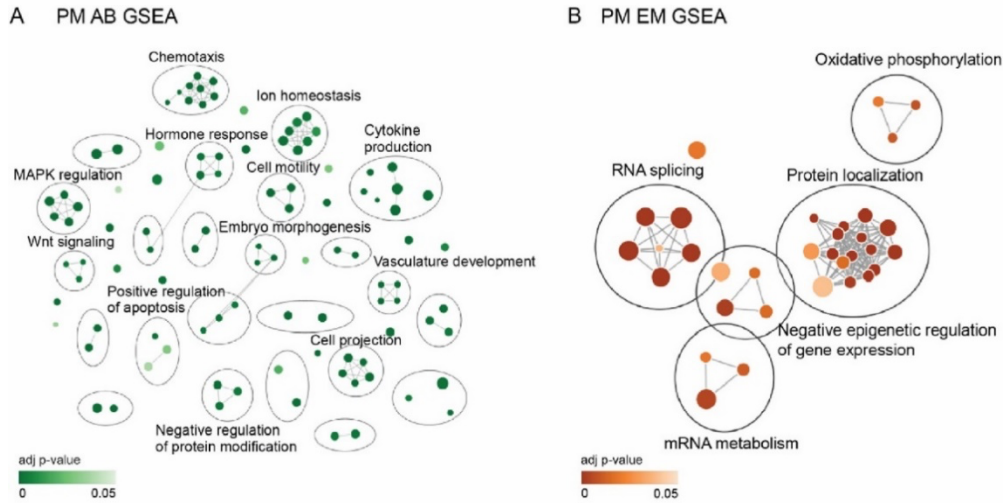 A PM AB GSEA
Chemotaxis
Ion homeostasis
Hormone response
Cytokine
production
MAPK regulation
Cell motility
Wnt signaling
Embryo morphogenesis
Vasculature development
Positive regulation
of apoptosis
Cell projection
Negative regulation
of protein modification
adj p-value
0 0.05
B PM EM GSEA
Oxidative phosphorylation
RNA splicing
Protein localization
Negative epigenetic regulation
of gene expression
mRNA metabolism
adj p-value
0 0.05